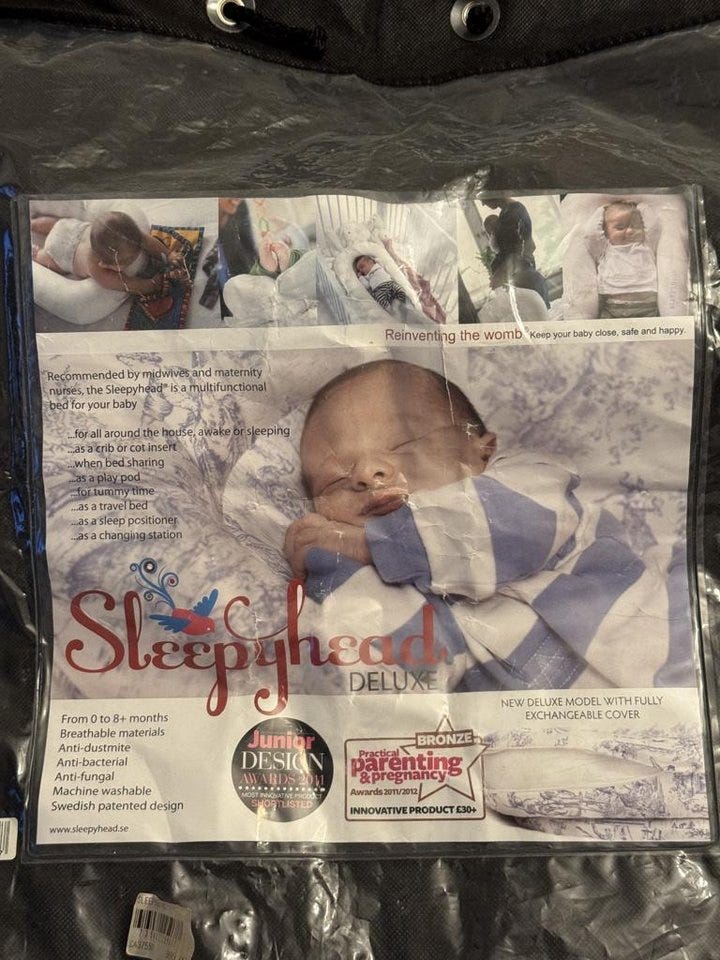 Reinventing the womb Keep your baby close, safe and happy.
Recommended by midwives and maternity
nurses, the Sleepyhead® is a multifunctional
bed for your baby
...for all around the house, awake or sleeping
...as a crib or cot insert
...when bed sharing
...as a play pod
...for tummy time
...as a travel bed
...as a sleep positioner
...as a changing station
Sleepyhead
DELUXE
NEW DELUXE MODEL WITH FULLY
EXCHANGEABLE COVER
From 0 to 8+ months
Breathable materials
Anti-dustmite
Anti-bacterial
Anti-fungal
Machine washable
Swedish patented design
www.sleepyhead.se
Junior
DESIGN
AWARDS 2011
MOST INNOVATIVE PRODUCT
SHORTLISTED
BRONZE
Practical
parenting
&pregnancy
Awards 2011/2012
INNOVATIVE PRODUCT £30+